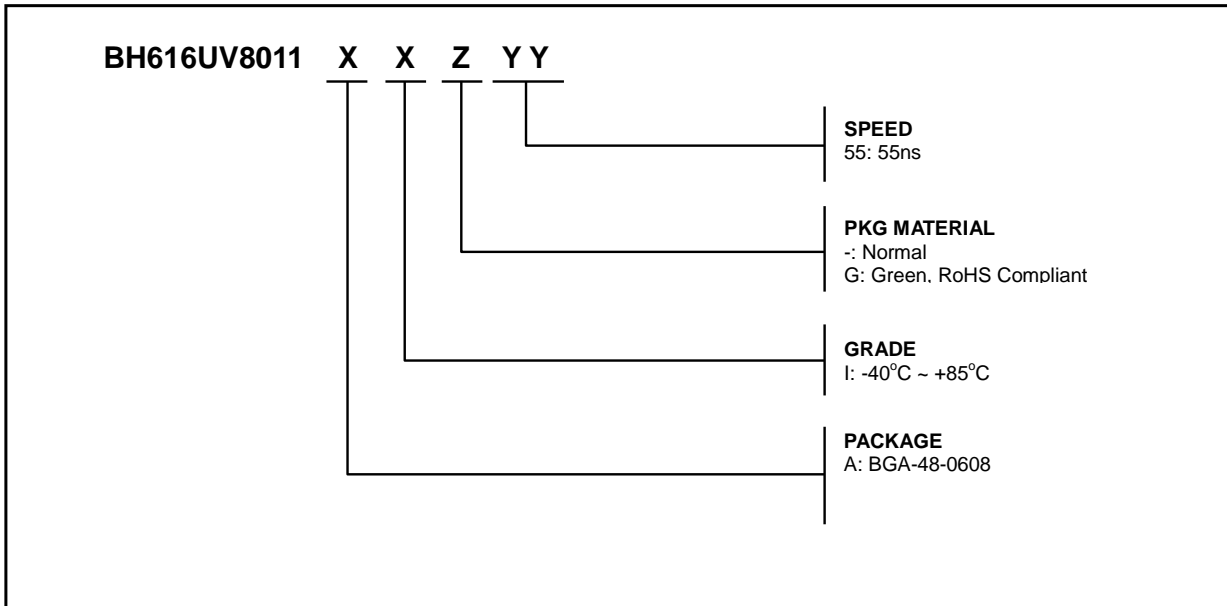 BH616UV8011 X X Z Y Y
SPEED
55: 55ns
PKG MATERIAL
-: Normal
G: Green, RoHS Compliant
GRADE
I: -40°C ~ +85°C
PACKAGE
A: BGA-48-0608